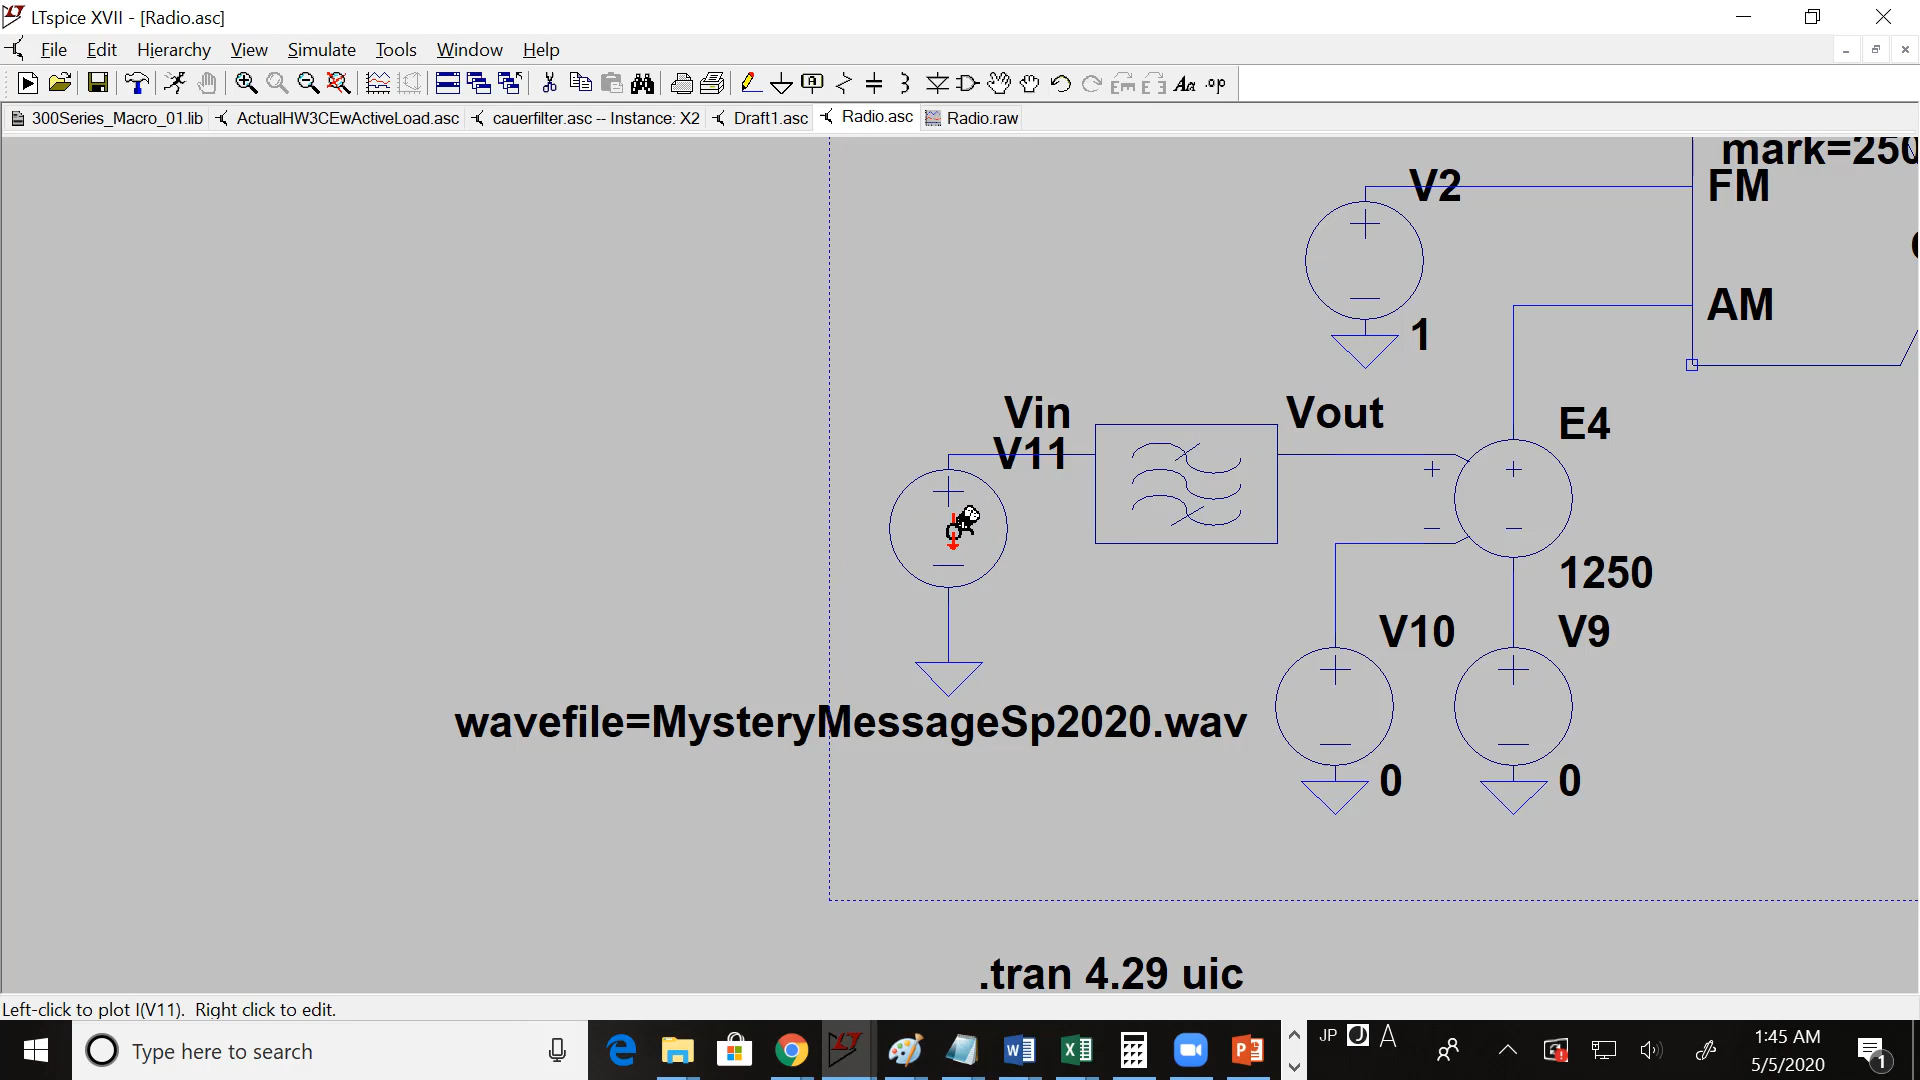 LTspice XVII - [Radio.asc]
File Edit Hierarchy View Simulate Tools Window Help
300Series_Macro_01.lib ActualHW3CEwActiveLoad.asc cauerfilter.asc -- Instance: X2 Draft1.asc Radio.asc Radio.raw
mark=250
V2 FM
AM
1
Vin Vout E4
V11
1250
V10 V9
wavefile=MysteryMessageSp2020.wav
0 0
.tran 4.29 uic
Left-click to plot I(V11). Right click to edit.
Type here to search
JP A
1:45 AM
5/5/2020
1